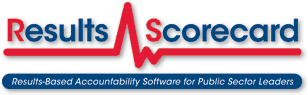 Results Scorecard
Results-Based Accountability Software for Public Sector Leaders